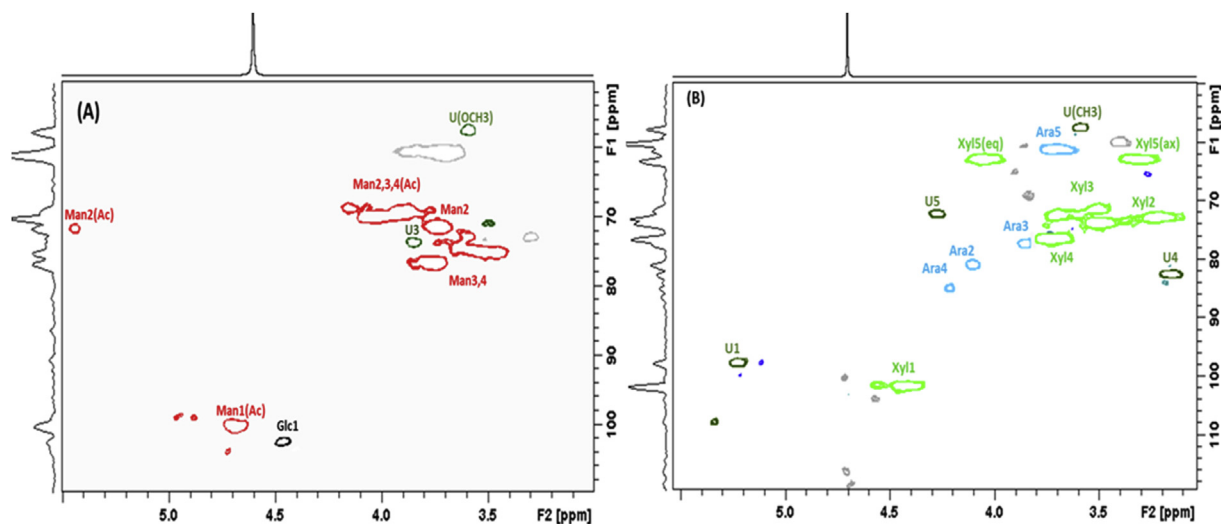 (A)
U(OCH3)
Man2,3,4(Ac)
Man2(Ac)
Man2
U3
Man3,4
Man1(Ac)
Glc1
F1 [ppm]
70
80
90
100
5.0
4.5
4.0
3.5
F2 [ppm]
(B)
U(CH3)
Ara5
Xyl5(eq)
Xyl5(ax)
Xyl3
U5
Xyl2
Ara3
Ara2
Xyl4
Ara4
U4
U1
Xyl1
F1 [ppm]
70
80
90
100
110
5.0
4.5
4.0
3.5
F2 [ppm]